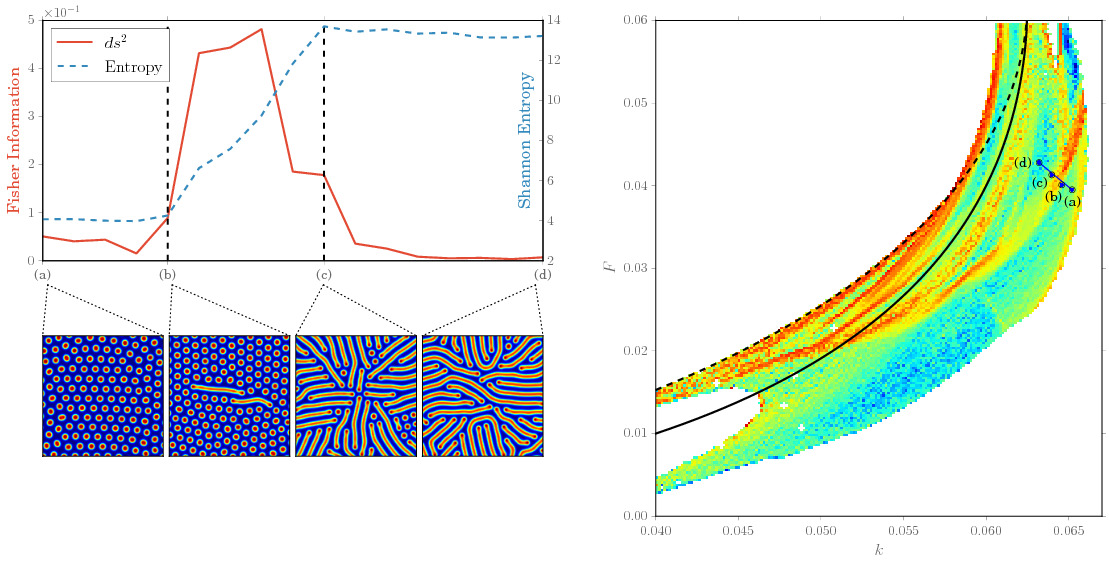 ×10⁻¹
5
4
3
2
1
0
Fisher Information
ds²
Entropy
14
12
10
8
6
4
2
Shannon Entropy
(a)
(b)
(c)
(d)
0.06
0.05
0.04
0.03
0.02
0.01
0.00
F
(d)
(c)
(b)
(a)
0.040
0.045
0.050
0.055
0.060
0.065
k